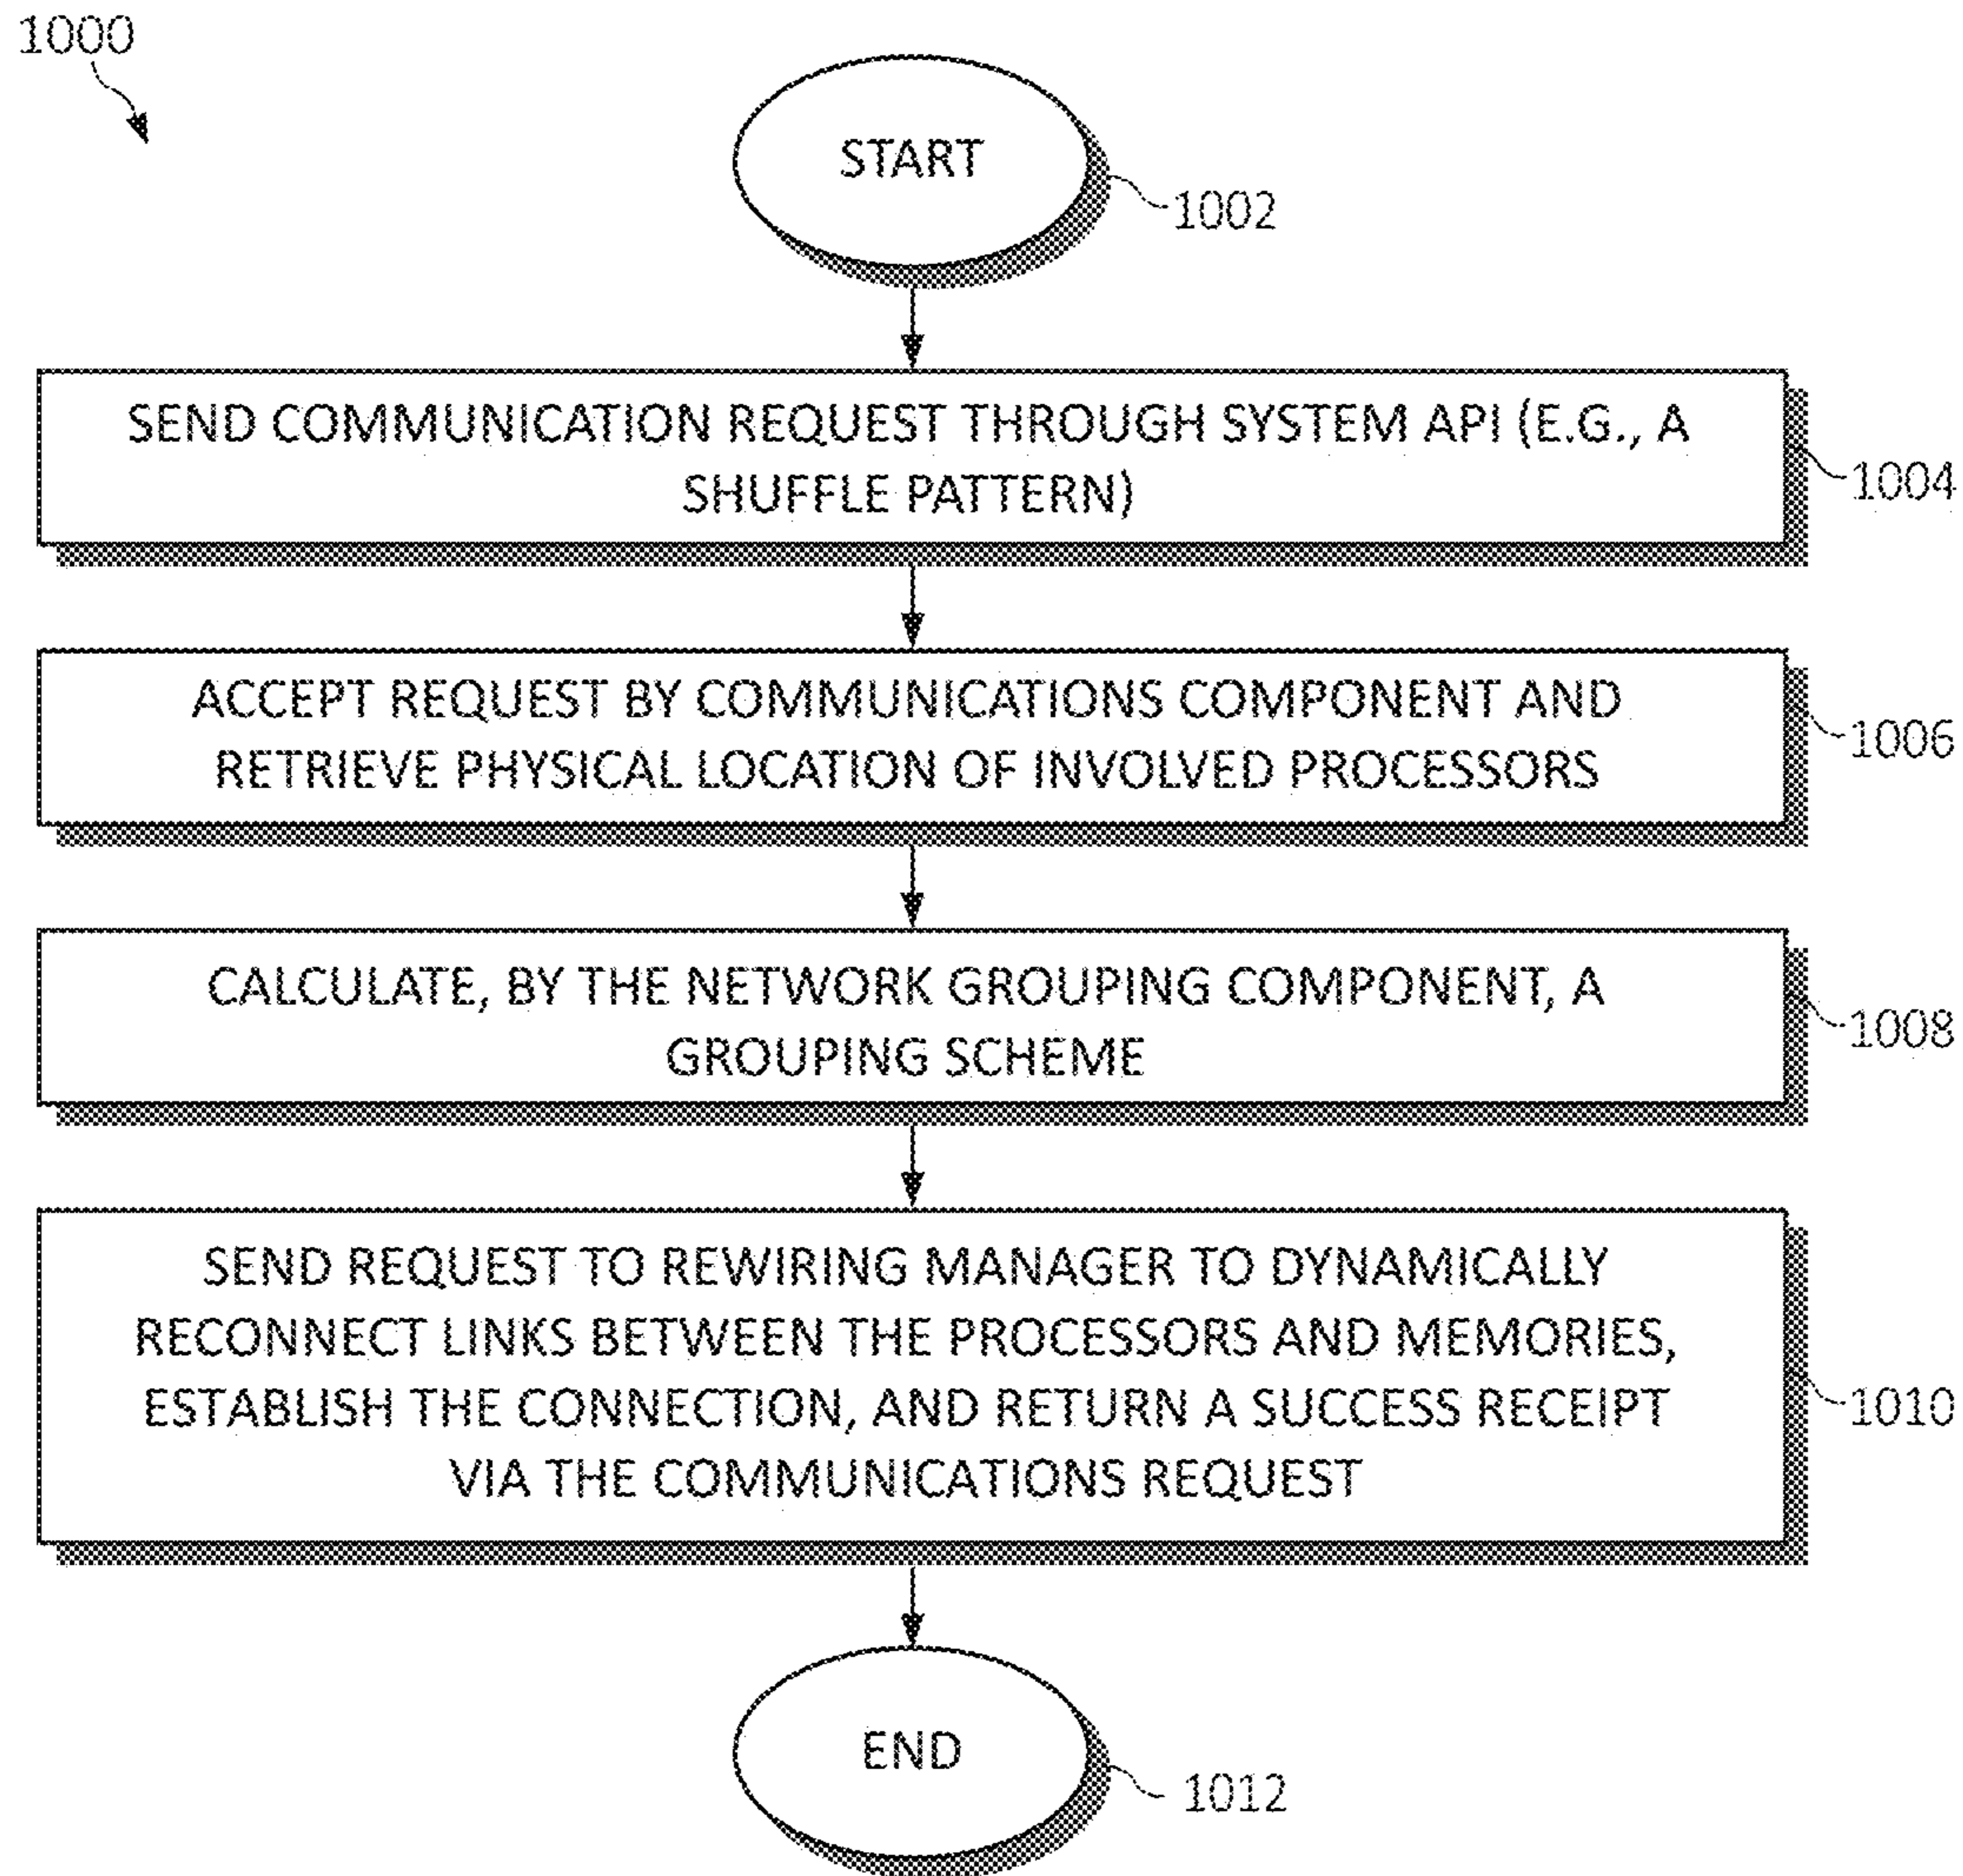 1000
START
1002
SEND COMMUNICATION REQUEST THROUGH SYSTEM API (E.G., A
SHUFFLE PATTERN)
1004
ACCEPT REQUEST BY COMMUNICATIONS COMPONENT AND
RETRIEVE PHYSICAL LOCATION OF INVOLVED PROCESSORS
1006
CALCULATE, BY THE NETWORK GROUPING COMPONENT, A
GROUPING SCHEME
1008
SEND REQUEST TO REWIRING MANAGER TO DYNAMICALLY
RECONNECT LINKS BETWEEN THE PROCESSORS AND MEMORIES,
ESTABLISH THE CONNECTION, AND RETURN A SUCCESS RECEIPT
VIA THE COMMUNICATIONS REQUEST
1010
END
1012